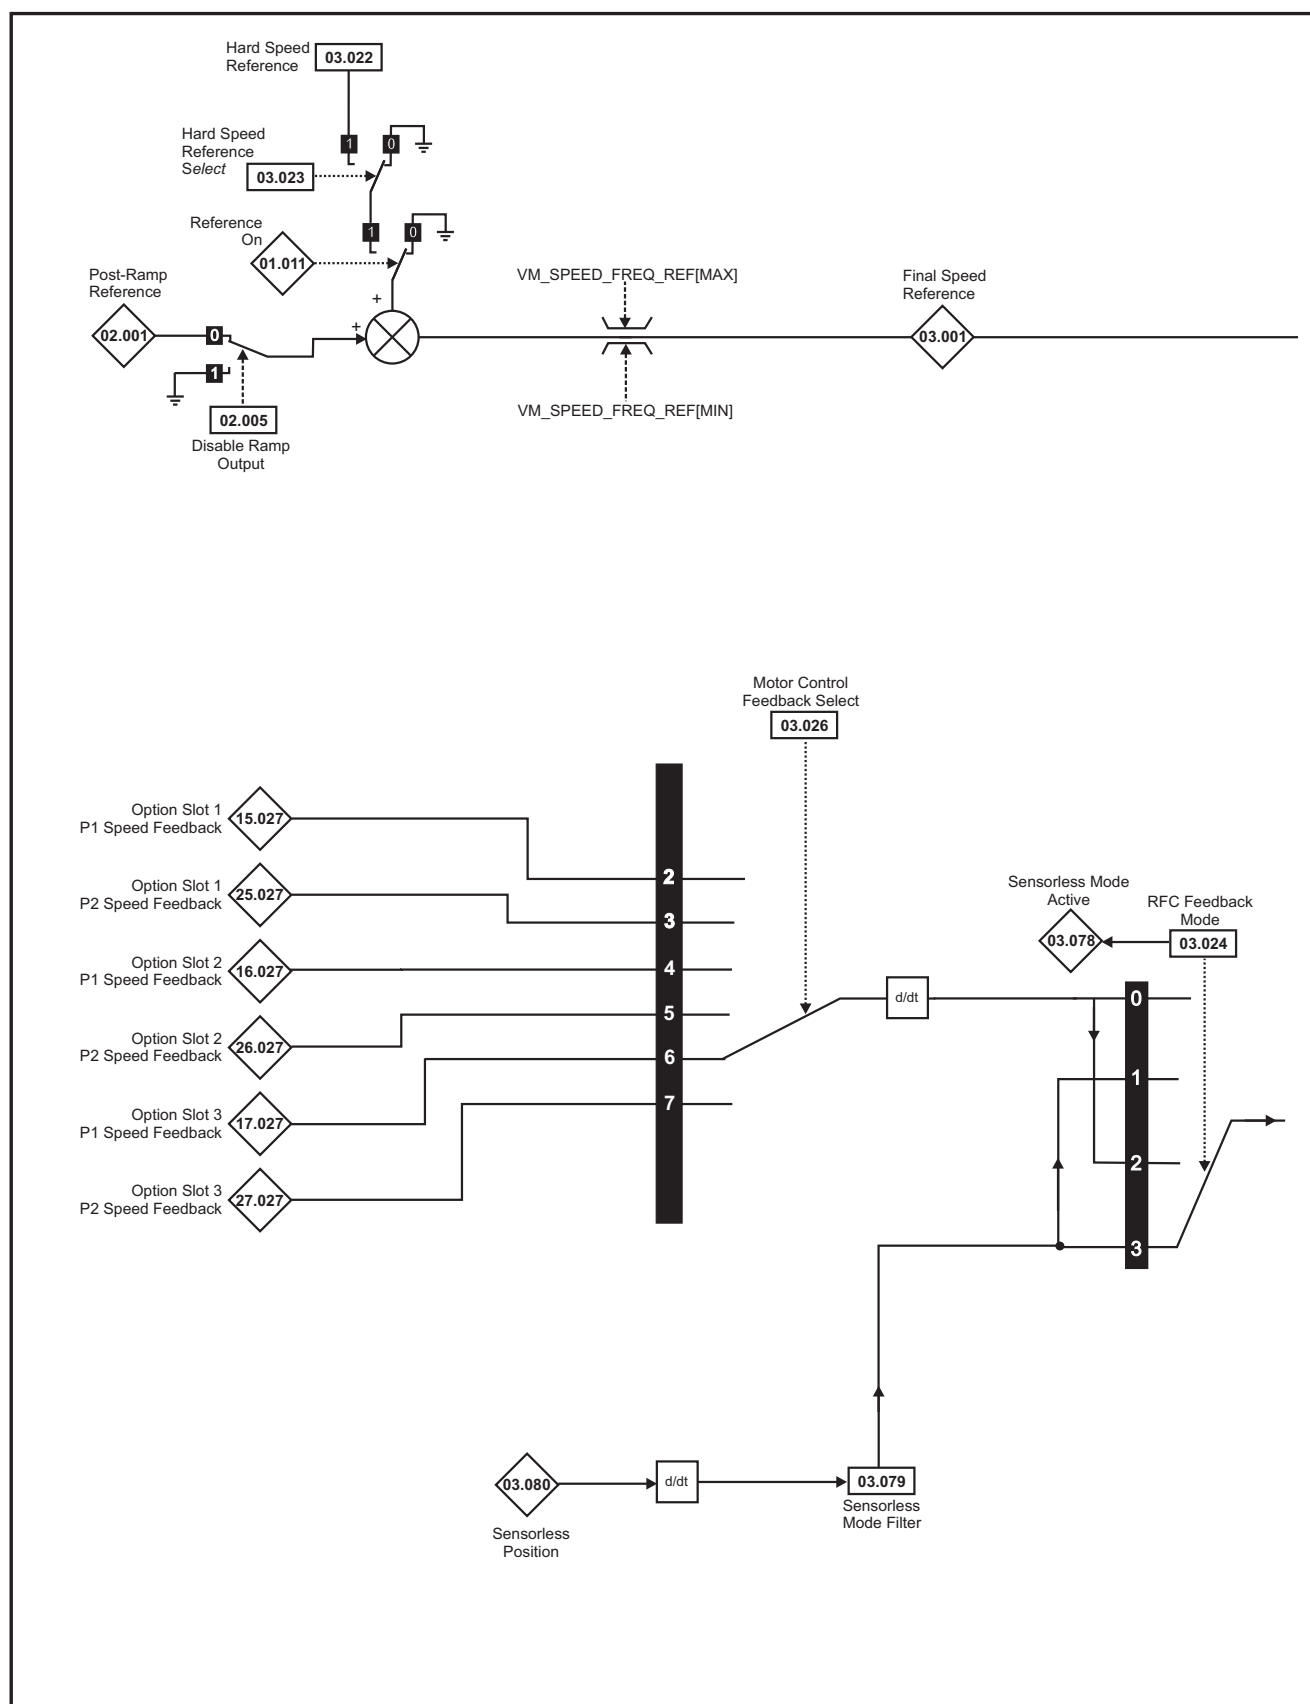 Hard Speed
Reference
03.022
1
0
Hard Speed
Reference
Select
03.023
1
0
Reference
On
01.011
Post-Ramp
Reference
02.001
0
1
02.005
Disable Ramp
Output
+
+
VM_SPEED_FREQ_REF[MAX]
VM_SPEED_FREQ_REF[MIN]
Final Speed
Reference
03.001
Motor Control
Feedback Select
03.026
Option Slot 1
P1 Speed Feedback
15.027
Option Slot 1
P2 Speed Feedback
25.027
Option Slot 2
P1 Speed Feedback
16.027
Option Slot 2
P2 Speed Feedback
26.027
Option Slot 3
P1 Speed Feedback
17.027
Option Slot 3
P2 Speed Feedback
27.027
2
3
4
5
6
7
d/dt
Sensorless Mode
Active
03.078
RFC Feedback
Mode
03.024
0
1
2
3
03.080
Sensorless
Position
d/dt
03.079
Sensorless
Mode Filter